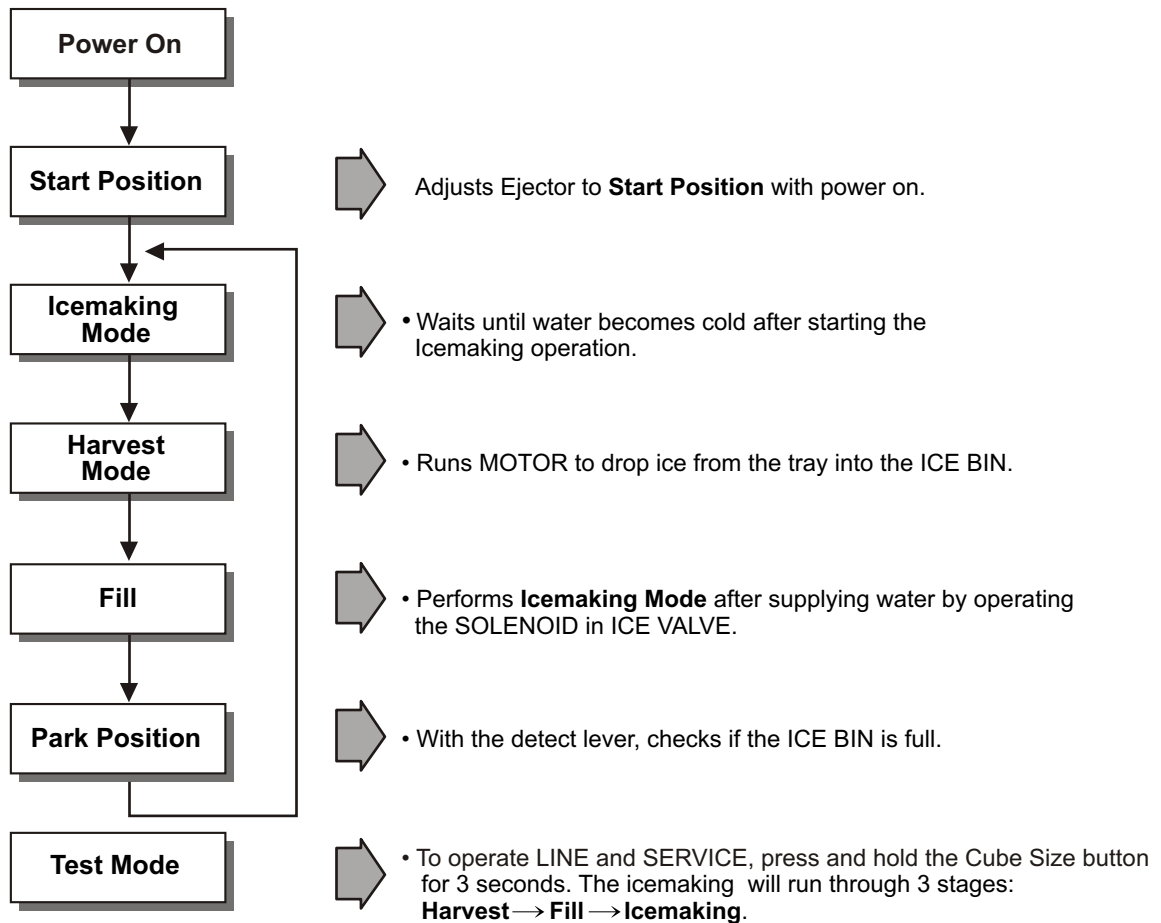 Power On
Start Position
Adjusts Ejector to Start Position with power on.
Icemaking
Mode
• Waits until water becomes cold after starting the
Icemaking operation.
Harvest
Mode
• Runs MOTOR to drop ice from the tray into the ICE BIN.
Fill
• Performs Icemaking Mode after supplying water by operating
the SOLENOID in ICE VALVE.
Park Position
• With the detect lever, checks if the ICE BIN is full.
Test Mode
• To operate LINE and SERVICE, press and hold the Cube Size button
for 3 seconds. The icemaking will run through 3 stages:
Harvest → Fill → Icemaking.